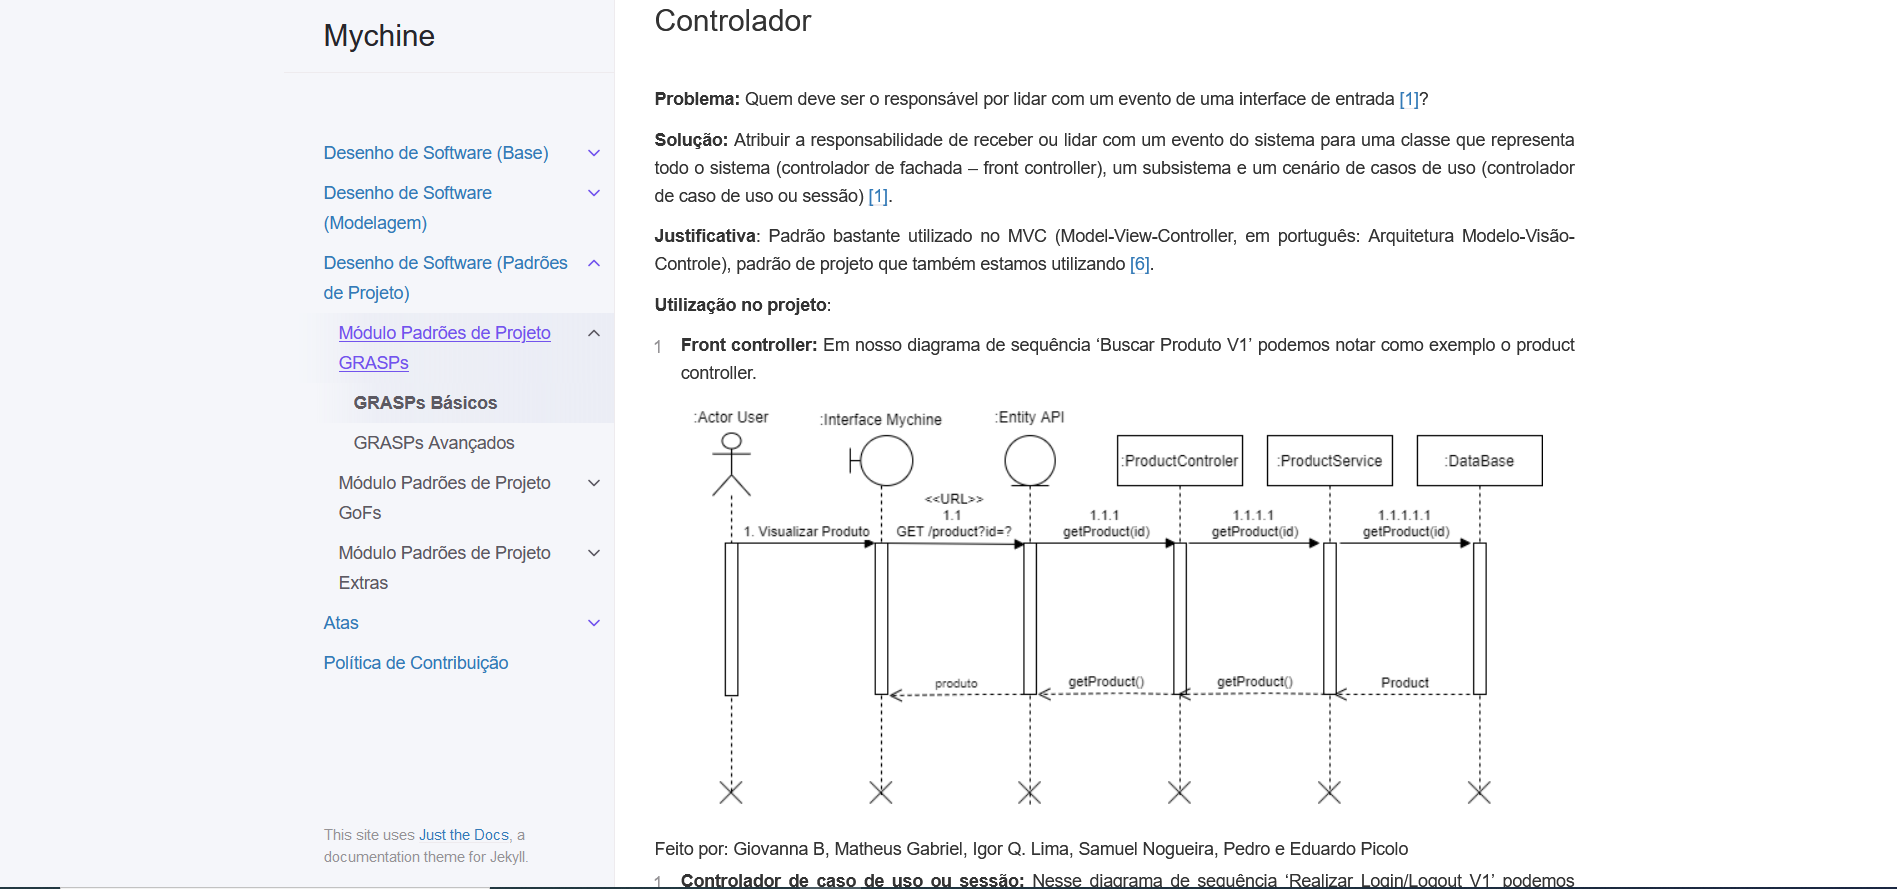 Mychine
Desenho de Software (Base)
Desenho de Software
(Modelagem)
Desenho de Software (Padrões
de Projeto)
Módulo Padrões de Projeto
GRASPs
GRASPs Básicos
GRASPs Avançados
Módulo Padrões de Projeto
GoFs
Módulo Padrões de Projeto
Extras
Atas
Política de Contribuição
This site uses Just the Docs, a
documentation theme for Jekyll.
Controlador
Problema: Quem deve ser o responsável por lidar com um evento de uma interface de entrada [1]?
Solução: Atribuir a responsabilidade de receber ou lidar com um evento do sistema para uma classe que representa
todo o sistema (controlador de fachada – front controller), um subsistema e um cenário de casos de uso (controlador
de caso de uso ou sessão) [1].
Justificativa: Padrão bastante utilizado no MVC (Model-View-Controller, em português: Arquitetura Modelo-Visão-
Controle), padrão de projeto que também estamos utilizando [6].
Utilização no projeto:
1 Front controller: Em nosso diagrama de sequência ‘Buscar Produto V1’ podemos notar como exemplo o product
controller.
:Actor User
:Interface Mychine
:Entity API
:ProductControler
:ProductService
:DataBase
1. Visualizar Produto
<<URL>>
1.1
GET /product?id=?
1.1.1
getProduct(id)
1.1.1.1
getProduct(id)
1.1.1.1.1
getProduct(id)
produto
getProduct()
getProduct()
Product
Feito por: Giovanna B, Matheus Gabriel, Igor Q. Lima, Samuel Nogueira, Pedro e Eduardo Picolo
1 Controlador de caso de uso ou sessão: Nesse diagrama de sequência ‘Realizar Login/Logout V1’ podemos